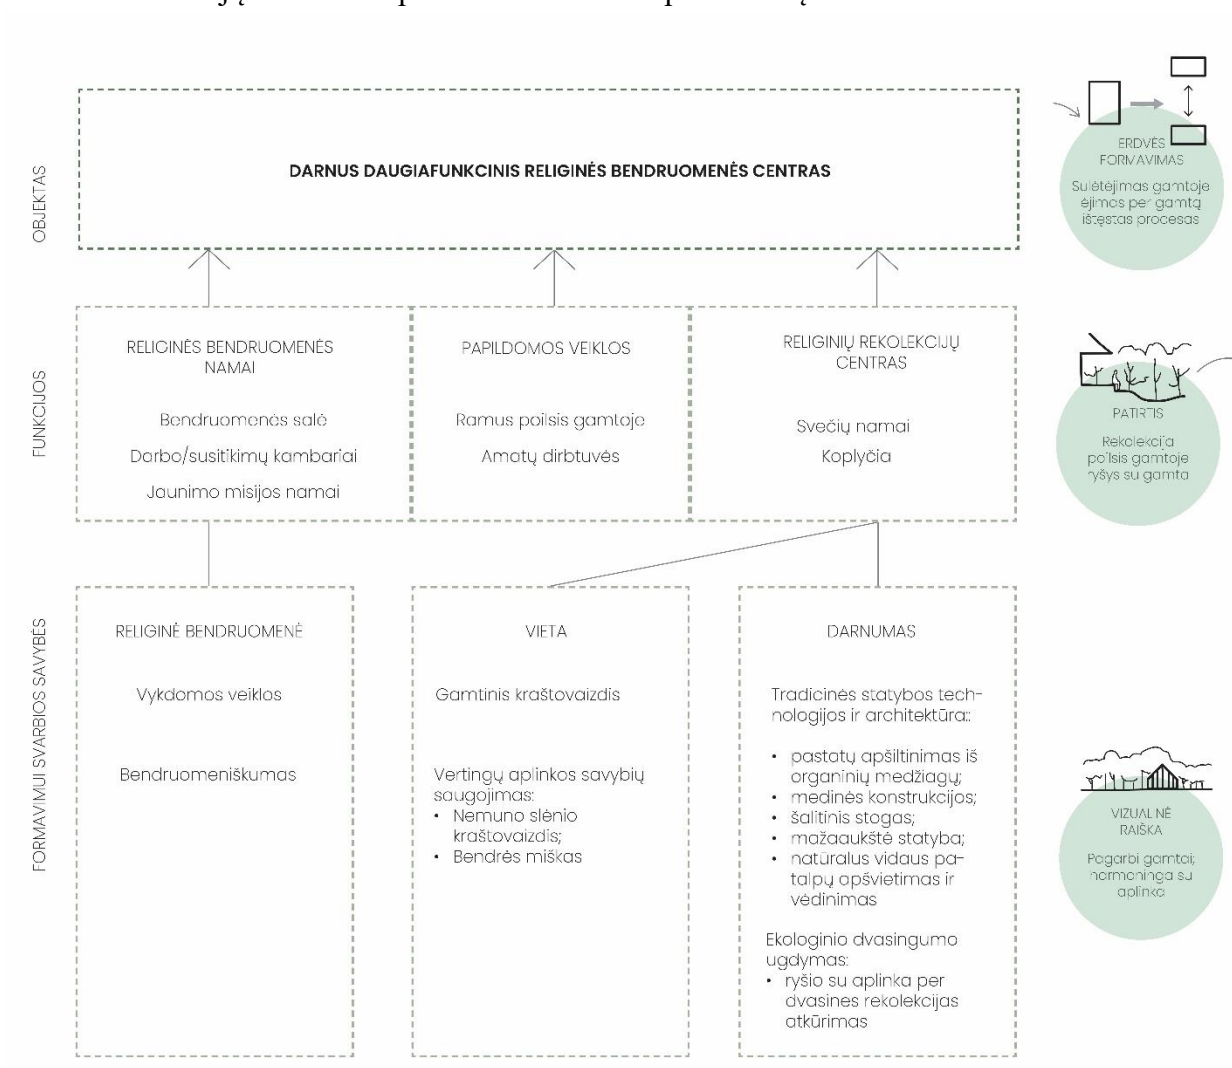 OBJEKTAS
DARNUS DAUGIAFUNKCINIS RELIGINĖS BENDRUOMENĖS CENTRAS
ERDVĖS
FORMAVIMAS
Sulėtėjimas gamtoje
ėjimas per gamtą
ištęstas procesas
FUNKCIJOS
RELIGINĖS BENDRUOMENĖS
NAMAI
Bendruomenės salė
Darbo/susitikimų kambariai
Jaunimo misijos namai
PAPILDOMOS VEIKLOS
Ramus poilsis gamtoje
Amatų dirbtuvės
RELIGINIŲ REKOLEKCIJŲ
CENTRAS
Svečių namai
Koplyčia
PATIRTIS
Rekolekcija
poilsis gamtoje
ryšys su gamta
FORMAVIMUI SVARBIOS SAVYBĖS
RELIGINĖ BENDRUOMENĖ
Vykdomos veiklos
Bendruomeniškumas
VIETA
Gamtinis kraštovaizdis
Vertingų aplinkos savybių
saugojimas:
• Nemuno slėnio
kraštovaizdis;
• Bendrės miškas
DARNUMAS
Tradicinės statybos tech-
nologijos ir architektūra::
• pastatų apšiltinimas iš
organinių medžiagų;
• medinės konstrukcijos;
• šalitinis stogas;
• mažaaukštė statyba;
• natūralus vidaus pa-
talpų apšvietimas ir
vėdinimas
Ekologinio dvasingumo
ugdymas:
• ryšio su aplinka per
dvasines rekolekcijas
atkūrimas
VIZUALINĖ
RAIŠKA
Pagarbi gamtai;
harmoninga su
aplinka